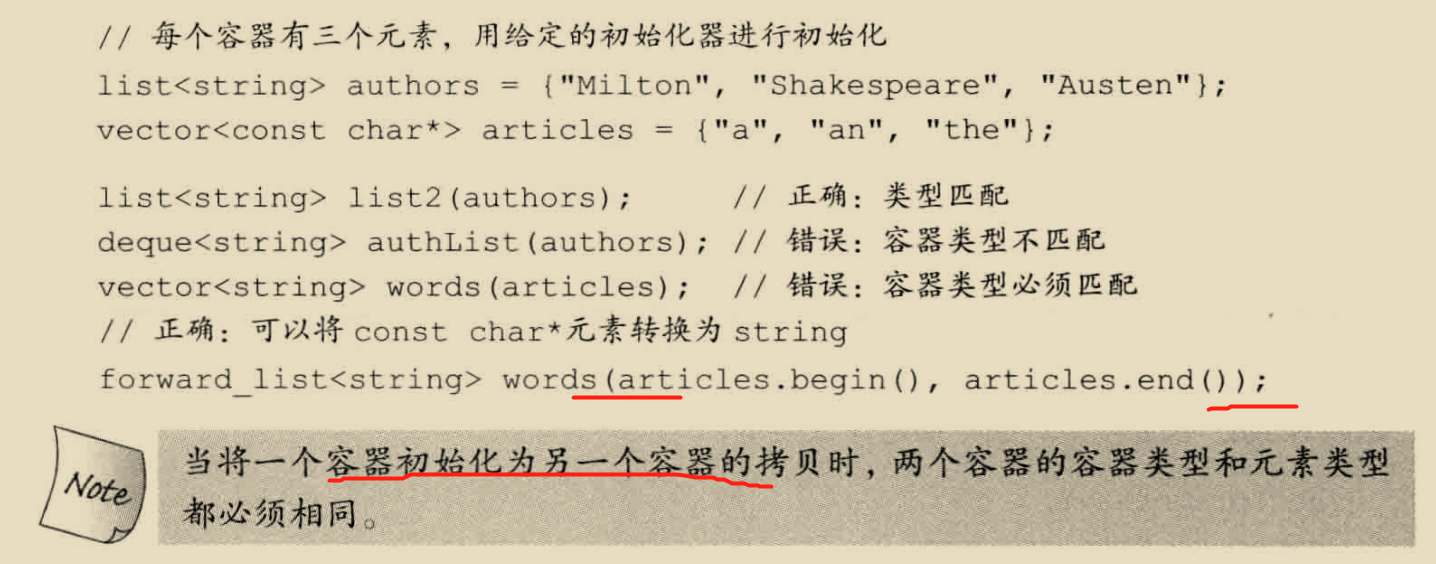 // 每个容器有三个元素，用给定的初始化器进行初始化
list<string> authors = {"Milton", "Shakespeare", "Austen"};
vector<const char*> articles = {"a", "an", "the"};
list<string> list2(authors); // 正确：类型匹配
deque<string> authList(authors); // 错误：容器类型不匹配
vector<string> words(articles); // 错误：容器类型必须匹配
// 正确：可以将 const char*元素转换为 string
forward_list<string> words(articles.begin(), articles.end());
Note
当将一个容器初始化为另一个容器的拷贝时，两个容器的容器类型和元素类型
都必须相同。